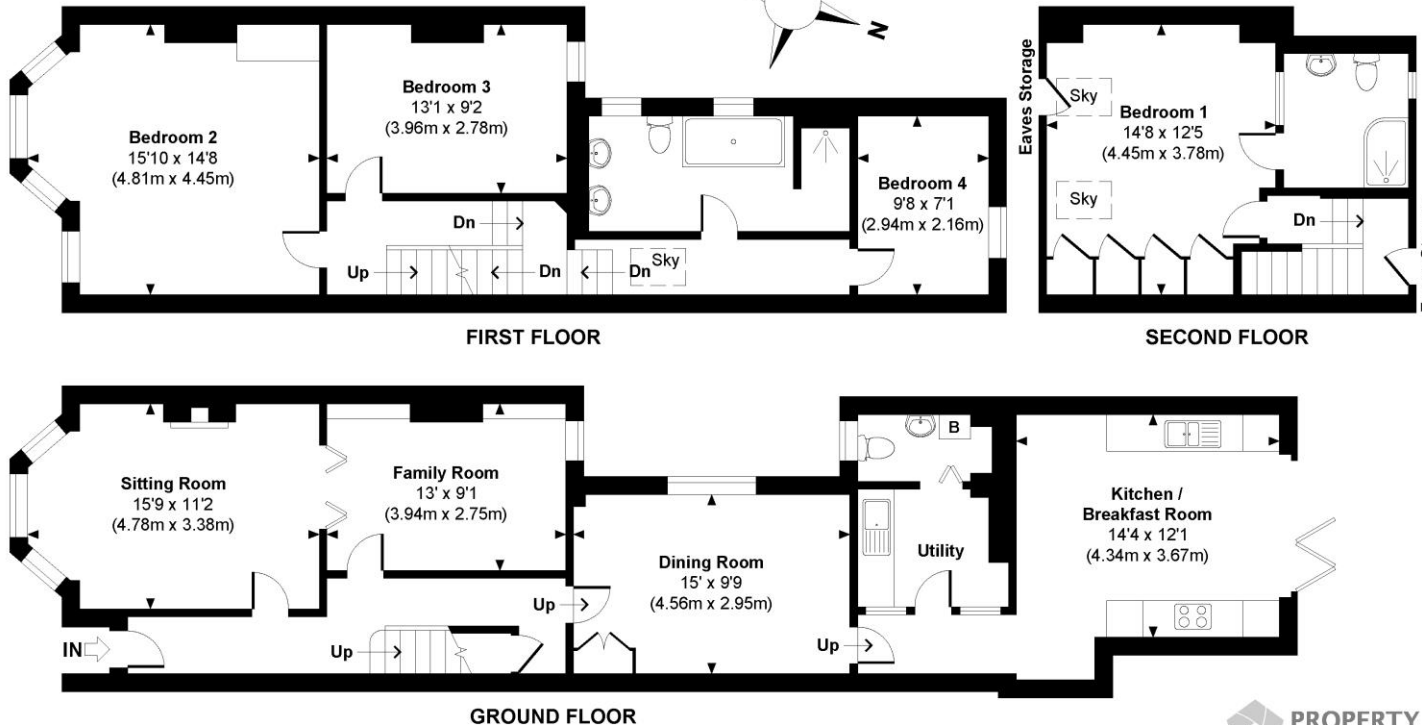 N
Bedroom 2
15'10 x 14'8
(4.81m x 4.45m)
Bedroom 3
13'1 x 9'2
(3.96m x 2.78m)
Dn
Up
Dn
Dn
Sky
Bedroom 4
9'8 x 7'1
(2.94m x 2.16m)
FIRST FLOOR
Eaves Storage
Sky
Bedroom 1
14'8 x 12'5
(4.45m x 3.78m)
Sky
Dn
SECOND FLOOR
Sitting Room
15'9 x 11'2
(4.78m x 3.38m)
Family Room
13' x 9'1
(3.94m x 2.75m)
IN
Up
Up
Dining Room
15' x 9'9
(4.56m x 2.95m)
Up
B
Utility
Kitchen /
Breakfast Room
14'4 x 12'1
(4.34m x 3.67m)
GROUND FLOOR
PROPERTY